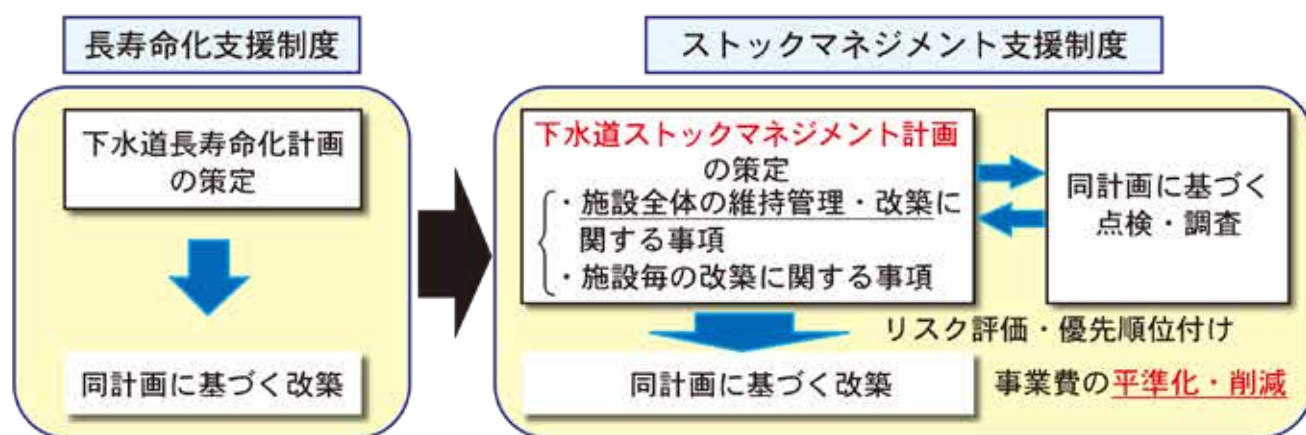 長寿命化支援制度
下水道長寿命化計画
の策定
同計画に基づく改築
ストックマネジメント支援制度
下水道ストックマネジメント計画
の策定
・施設全体の維持管理・改築に
関する事項
・施設毎の改築に関する事項
同計画に基づく
点検・調査
リスク評価・優先順位付け
同計画に基づく改築
事業費の平準化・削減